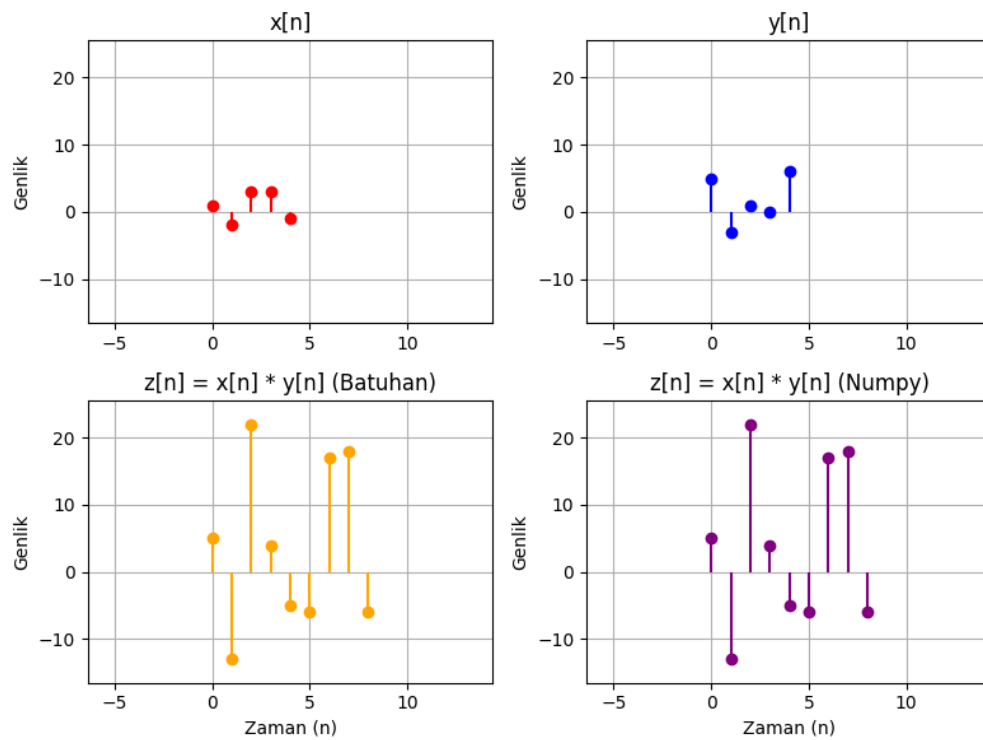 x[n]
y[n]
20
10
0
−10
Genlik
−5 0 5 10
20
10
0
−10
Genlik
−5 0 5 10
z[n] = x[n] * y[n] (Batuhan)
z[n] = x[n] * y[n] (Numpy)
20
10
0
−10
Genlik
−5 0 5 10
Zaman (n)
20
10
0
−10
Genlik
−5 0 5 10
Zaman (n)